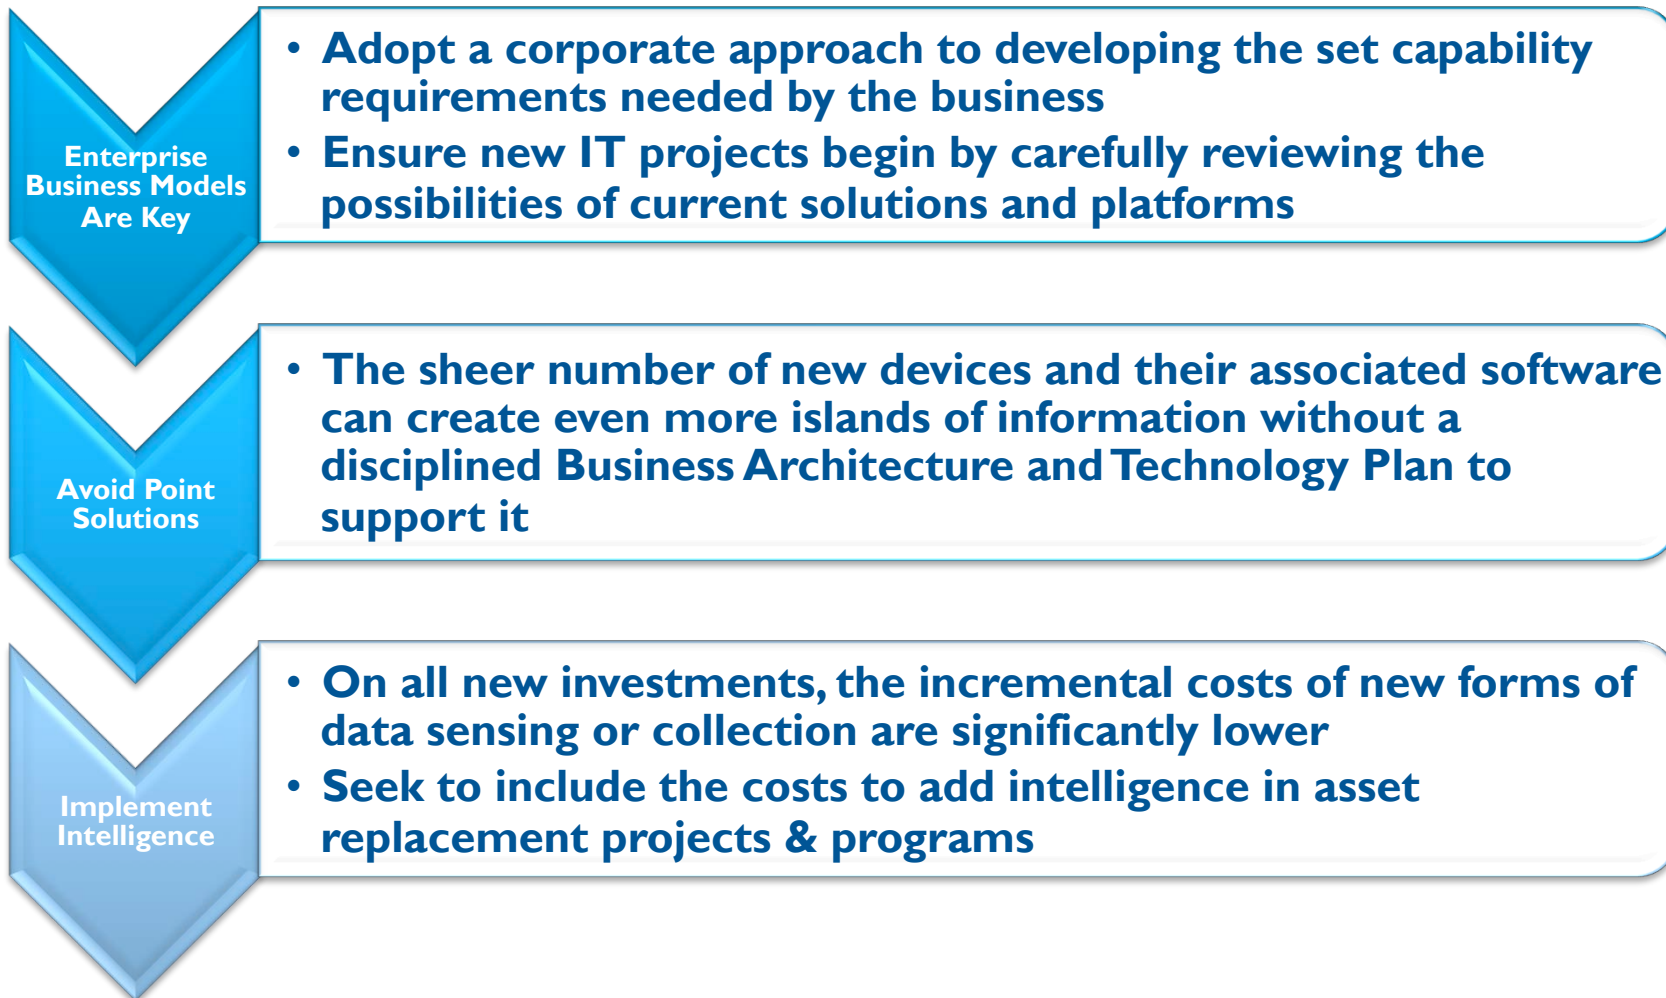 Enterprise
Business Models
Are Key
• Adopt a corporate approach to developing the set capability
requirements needed by the business
• Ensure new IT projects begin by carefully reviewing the
possibilities of current solutions and platforms
Avoid Point
Solutions
• The sheer number of new devices and their associated software
can create even more islands of information without a
disciplined Business Architecture and Technology Plan to
support it
Implement
Intelligence
• On all new investments, the incremental costs of new forms of
data sensing or collection are significantly lower
• Seek to include the costs to add intelligence in asset
replacement projects & programs